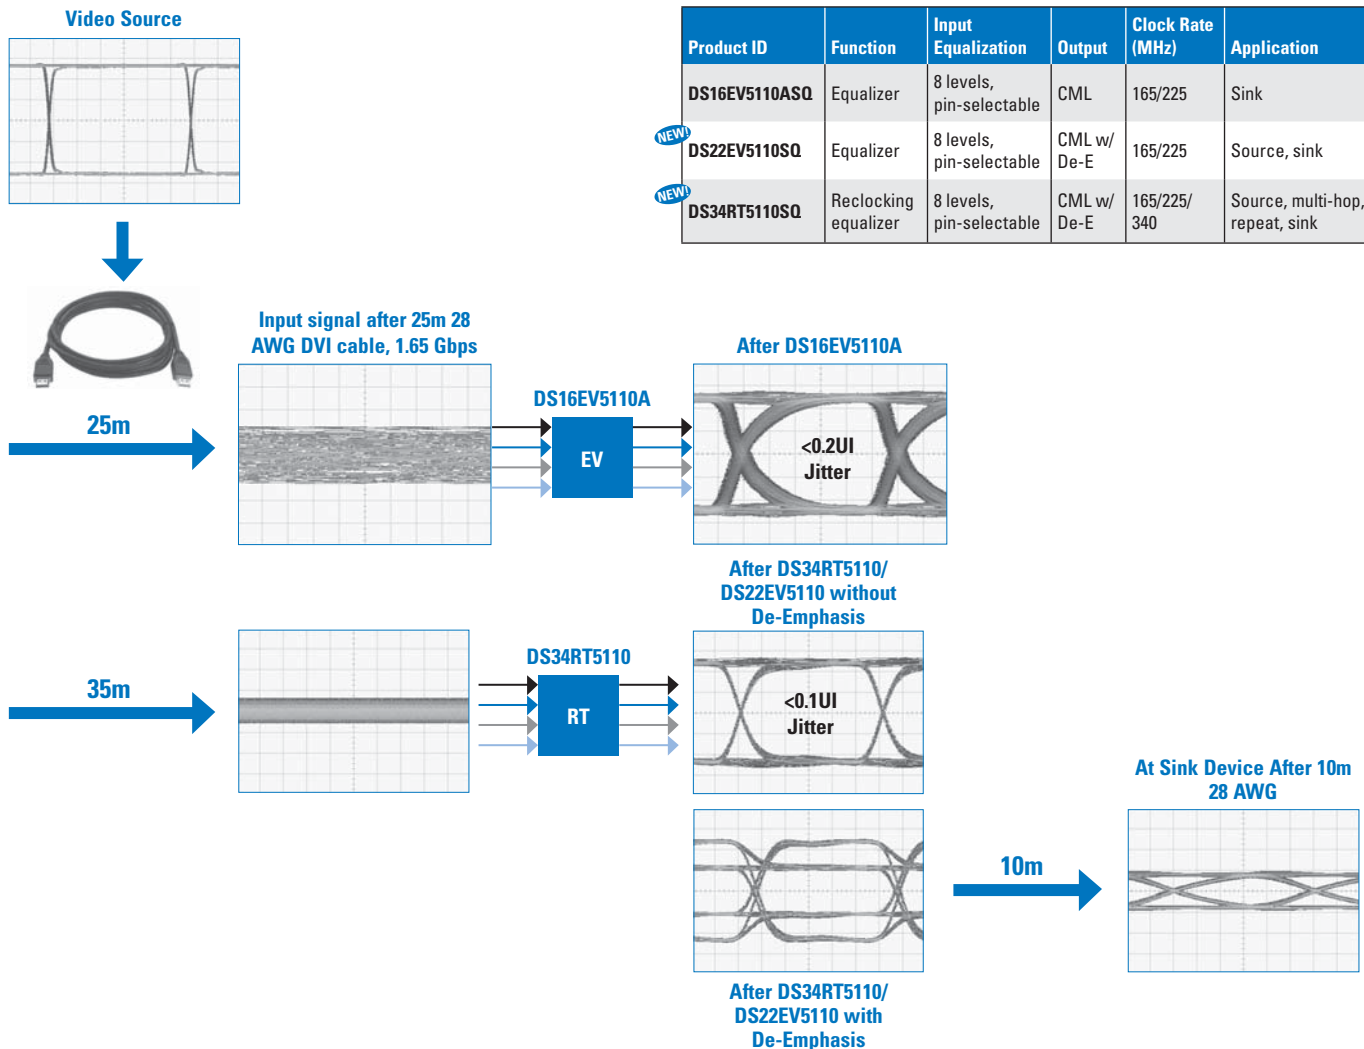 Video Source
Product ID Function Input Equalization Output Clock Rate (MHz) Application
DS16EV5110ASQ Equalizer 8 levels, pin-selectable CML 165/225 Sink
NEW! DS22EV5110SQ Equalizer 8 levels, pin-selectable CML w/ De-E 165/225 Source, sink
NEW! DS34RT5110SQ Reclocking equalizer 8 levels, pin-selectable CML w/ De-E 165/225/ 340 Source, multi-hop, repeat, sink
Input signal after 25m 28
AWG DVI cable, 1.65 Gbps
After DS16EV5110A
25m
DS16EV5110A
EV
<0.2UI
Jitter
After DS34RT5110/
DS22EV5110 without
De-Emphasis
35m
DS34RT5110
RT
<0.1UI
Jitter
At Sink Device After 10m
28 AWG
10m
After DS34RT5110/
DS22EV5110 with
De-Emphasis